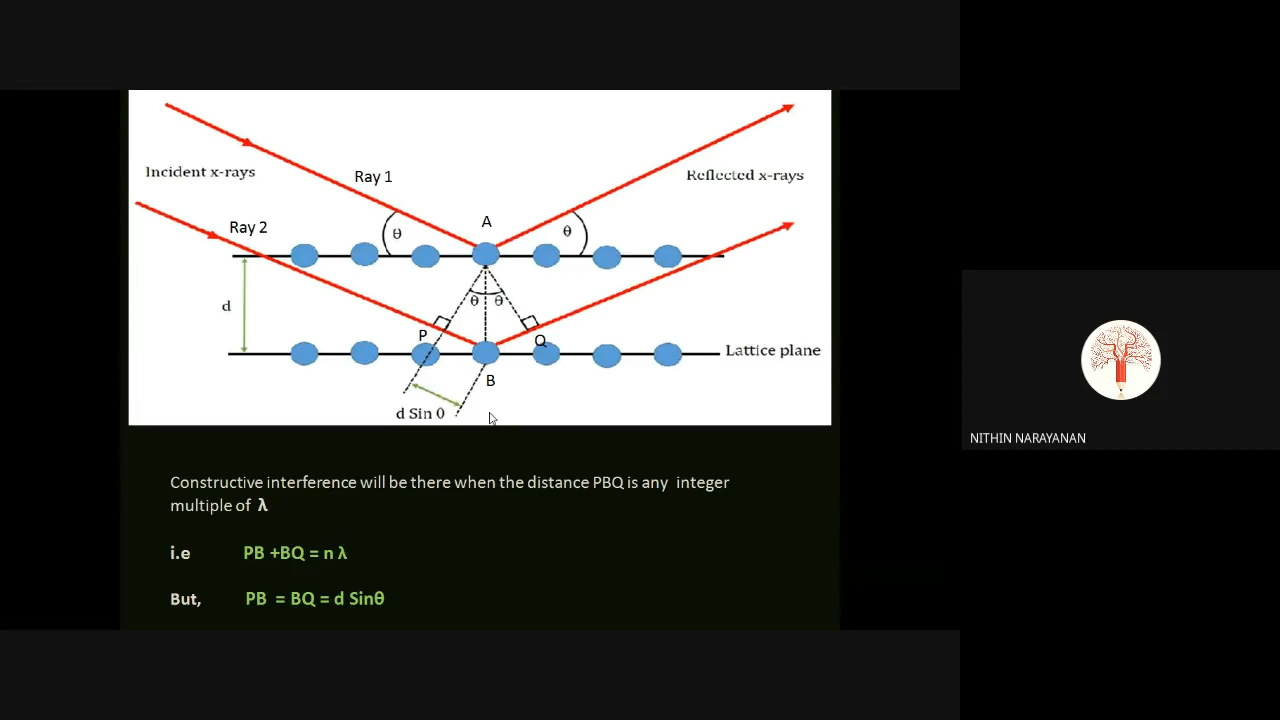 Incident x-rays
Ray 1
Reflected x-rays
Ray 2
A
θ
θ
d
θ
θ
P
Q
Lattice plane
B
d Sin θ
NITHIN NARAYANAN
Constructive interference will be there when the distance PBQ is any integer
multiple of λ
i.e PB +BQ = n λ
But, PB = BQ = d Sinθ